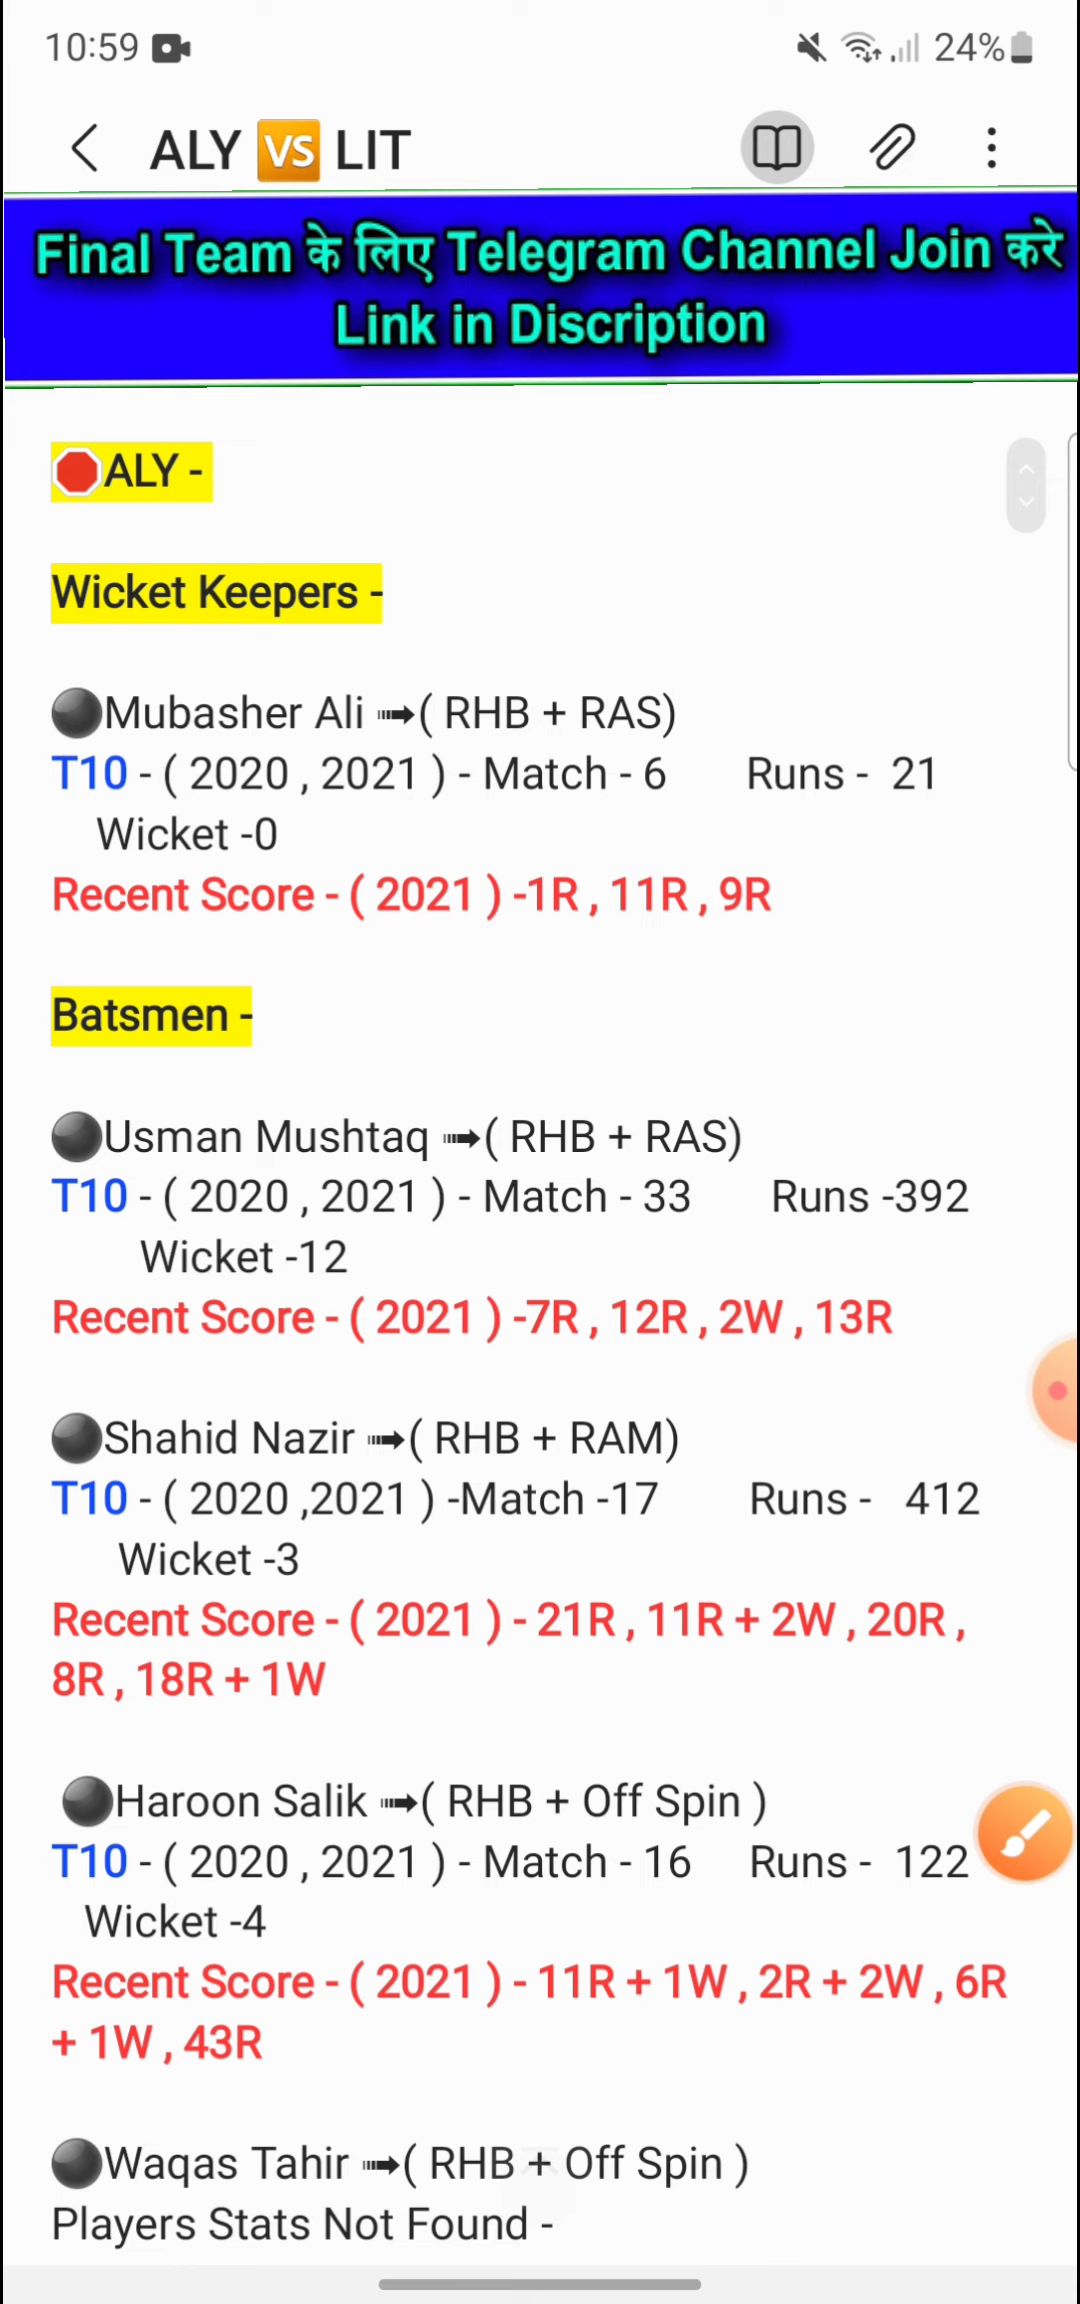 10:59 24%
ALY VS LIT
Final Team के लिए Telegram Channel Join करे
Link in Discription
ALY -
Wicket Keepers -
Mubasher Ali ➟( RHB + RAS)
T10 - ( 2020 , 2021 ) - Match - 6 Runs - 21
Wicket -0
Recent Score - ( 2021 ) -1R , 11R , 9R
Batsmen -
Usman Mushtaq ➟( RHB + RAS)
T10 - ( 2020 , 2021 ) - Match - 33 Runs -392
Wicket -12
Recent Score - ( 2021 ) -7R , 12R , 2W , 13R
Shahid Nazir ➟( RHB + RAM)
T10 - ( 2020 ,2021 ) -Match -17 Runs - 412
Wicket -3
Recent Score - ( 2021 ) - 21R , 11R + 2W , 20R ,
8R , 18R + 1W
Haroon Salik ➟( RHB + Off Spin )
T10 - ( 2020 , 2021 ) - Match - 16 Runs - 122
Wicket -4
Recent Score - ( 2021 ) - 11R + 1W , 2R + 2W , 6R
+ 1W , 43R
Waqas Tahir ➟( RHB + Off Spin )
Players Stats Not Found -